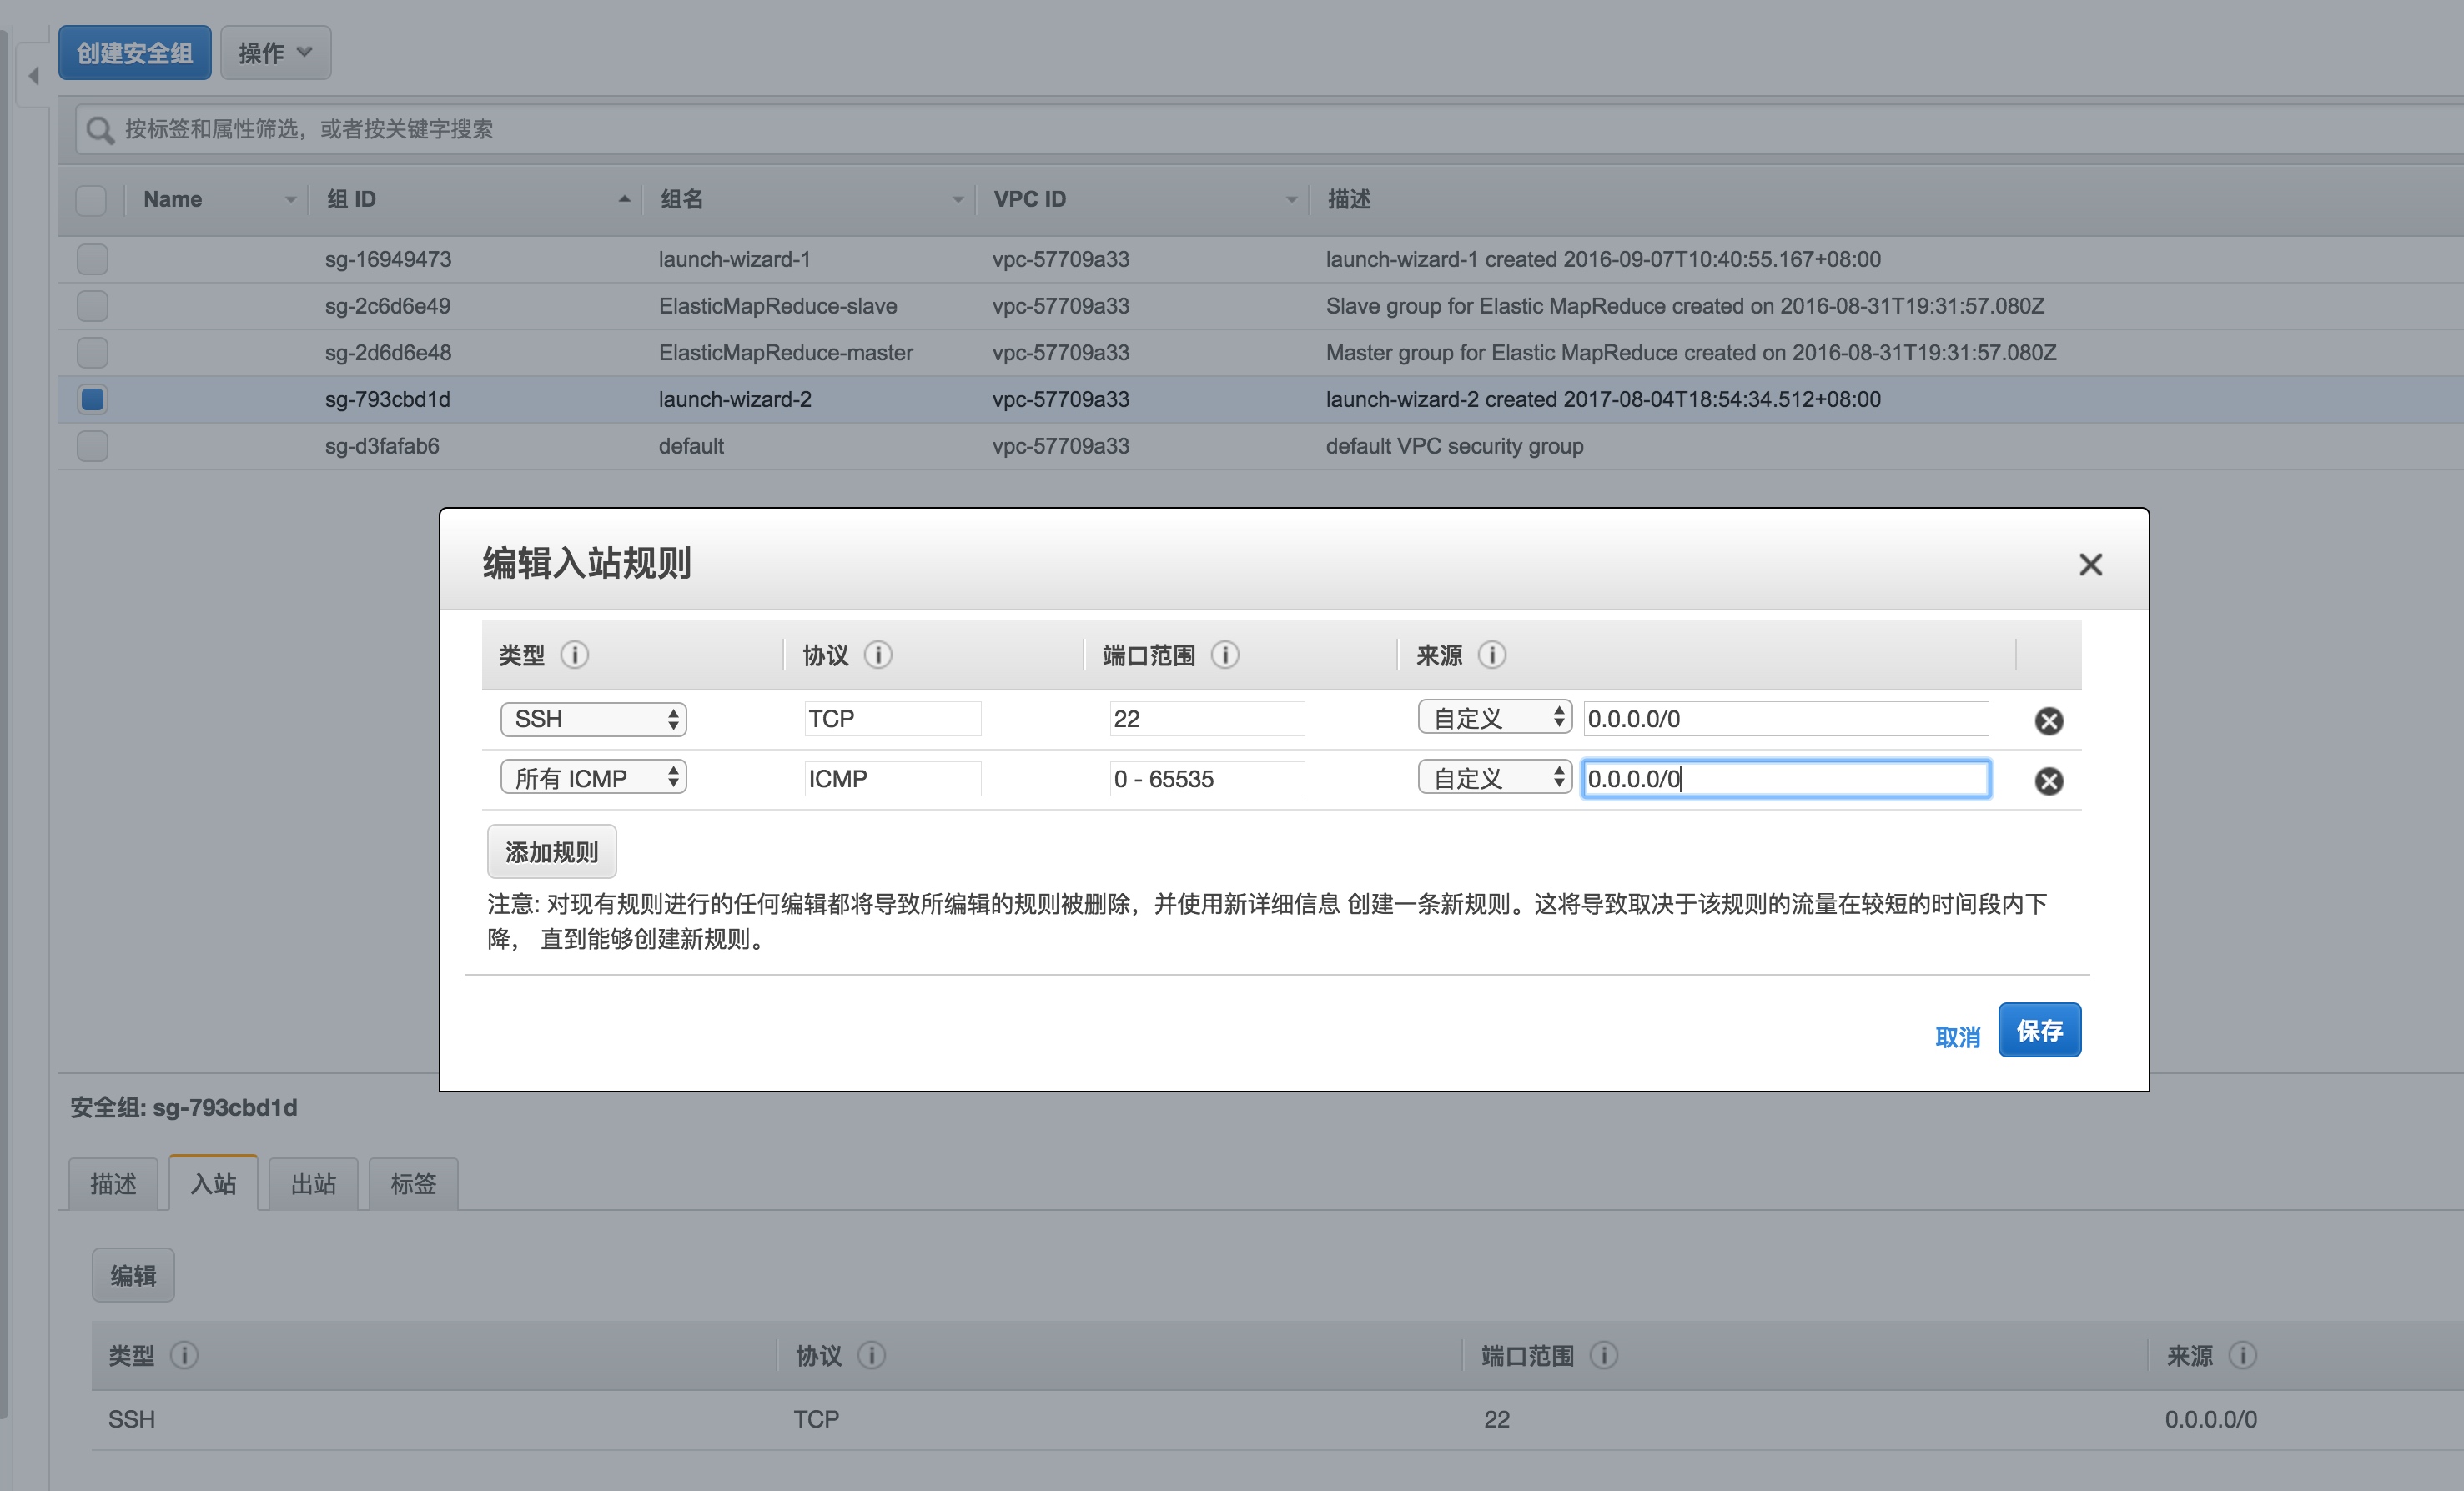 创建安全组 操作
按标签和属性筛选，或者按关键字搜索
Name 组 ID 组名 VPC ID 描述
sg-16949473 launch-wizard-1 vpc-57709a33 launch-wizard-1 created 2016-09-07T10:40:55.167+08:00
sg-2c6d6e49 ElasticMapReduce-slave vpc-57709a33 Slave group for Elastic MapReduce created on 2016-08-31T19:31:57.080Z
sg-2d6d6e48 ElasticMapReduce-master vpc-57709a33 Master group for Elastic MapReduce created on 2016-08-31T19:31:57.080Z
sg-793cbd1d launch-wizard-2 vpc-57709a33 launch-wizard-2 created 2017-08-04T18:54:34.512+08:00
sg-d3fafab6 default vpc-57709a33 default VPC security group
编辑入站规则
类型 协议 端口范围 来源
SSH TCP 22 自定义 0.0.0.0/0
所有 ICMP ICMP 0 - 65535 自定义 0.0.0.0/0
添加规则
注意: 对现有规则进行的任何编辑都将导致所编辑的规则被删除，并使用新详细信息 创建一条新规则。这将导致取决于该规则的流量在较短的时间段内下
降， 直到能够创建新规则。
取消 保存
安全组: sg-793cbd1d
描述 入站 出站 标签
编辑
类型 协议 端口范围 来源
SSH TCP 22 0.0.0.0/0